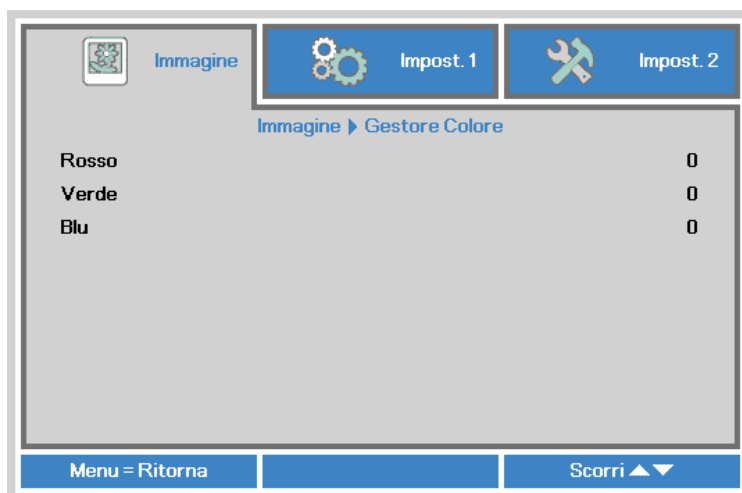 Immagine Impost. 1 Impost. 2
Immagine ▶ Gestore Colore
Rosso 0
Verde 0
Blu 0
Menu = Ritorna Scorri ▲▼